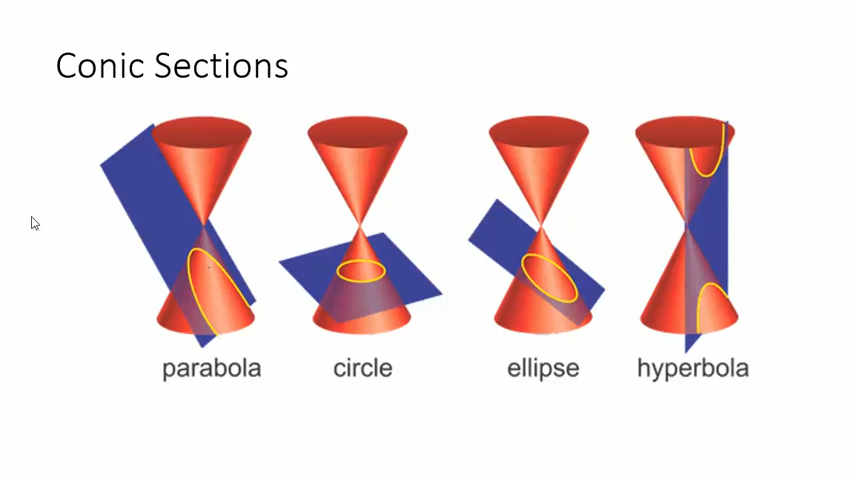 Conic Sections
parabola
circle
ellipse
hyperbola